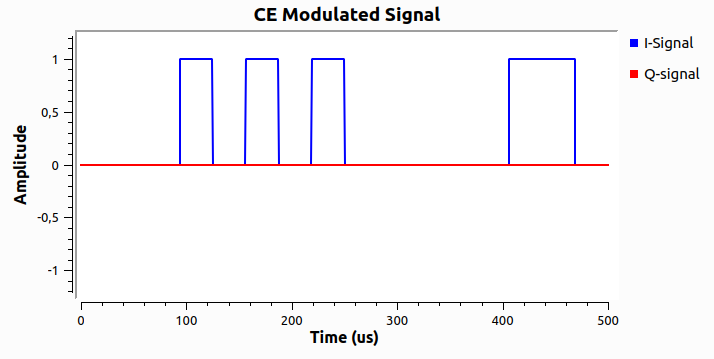 CE Modulated Signal
I-Signal
Q-signal
1
0,5
0
-0,5
-1
Amplitude
0 100 200 300 400 500
Time (us)